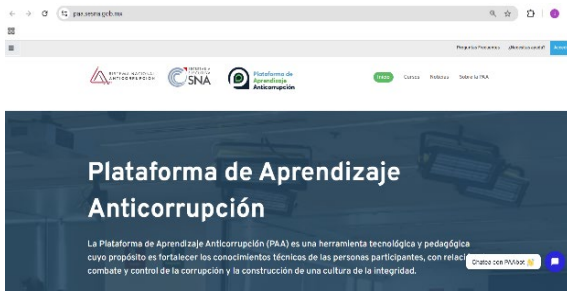 paa.sesna.gob.mx
Preguntas Frecuentes ¿Necesitas ayuda?
SISTEMA NACIONAL
ANTICORRUPCIÓN
SNA
Plataforma de
Aprendizaje
Anticorrupción
Inicio Cursos Noticias Sobre la PAA
Plataforma de Aprendizaje
Anticorrupción
La Plataforma de Aprendizaje Anticorrupción (PAA) es una herramienta tecnológica y pedagógica
cuyo propósito es fortalecer los conocimientos técnicos de las personas participantes, con relaci
combate y control de la corrupción y la construcción de una cultura de la integridad.
Chatea con PAAbot